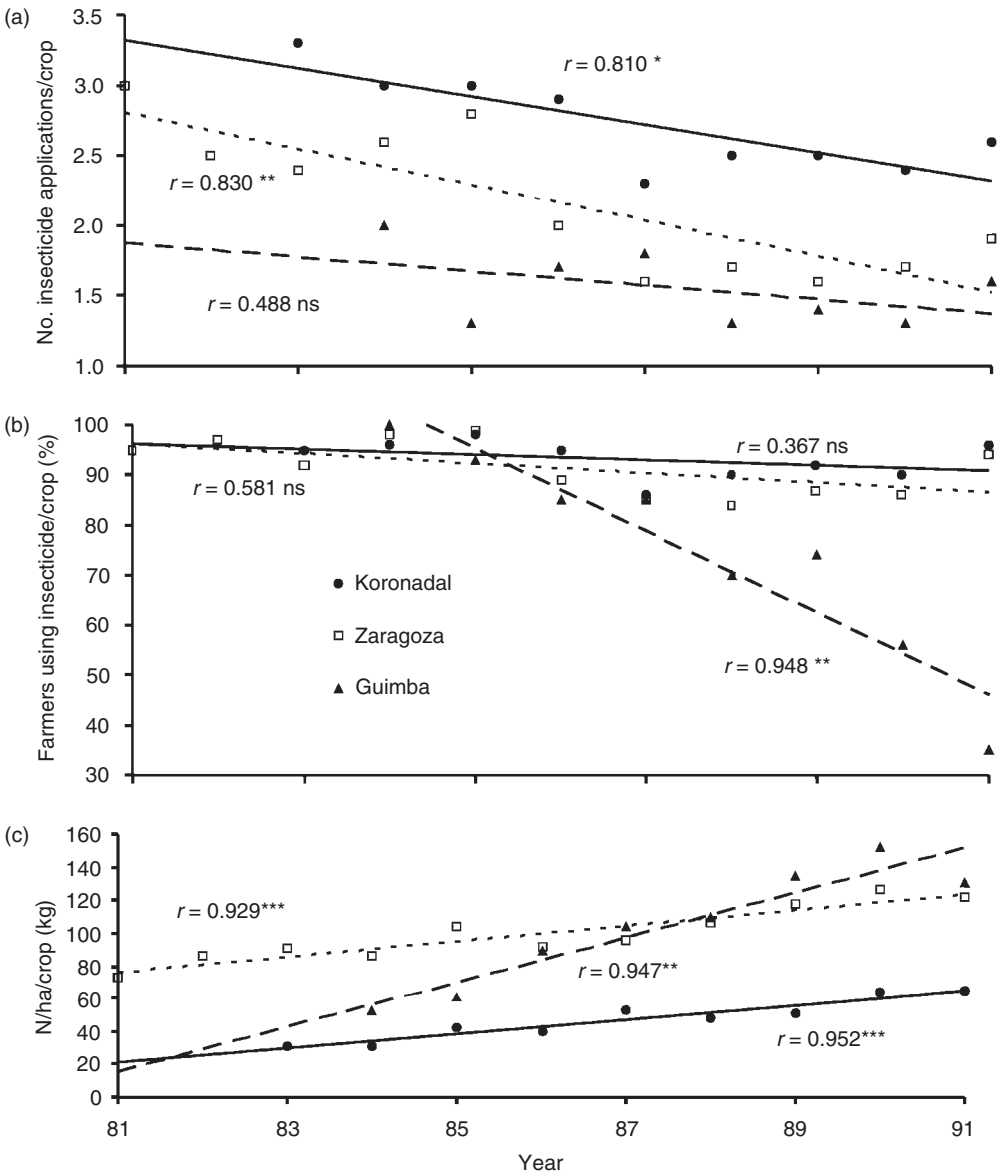 (a)
No. insecticide applications/crop
3.5
3.0
2.5
2.0
1.5
1.0
r = 0.810 *
r = 0.830 **
r = 0.488 ns
(b)
Farmers using insecticide/crop (%)
100
90
80
70
60
50
40
30
r = 0.367 ns
r = 0.581 ns
Koronadal
Zaragoza
Guimba
r = 0.948 **
(c)
N/ha/crop (kg)
160
140
120
100
80
60
40
20
0
r = 0.929***
r = 0.947**
r = 0.952***
81 83 85 87 89 91
Year